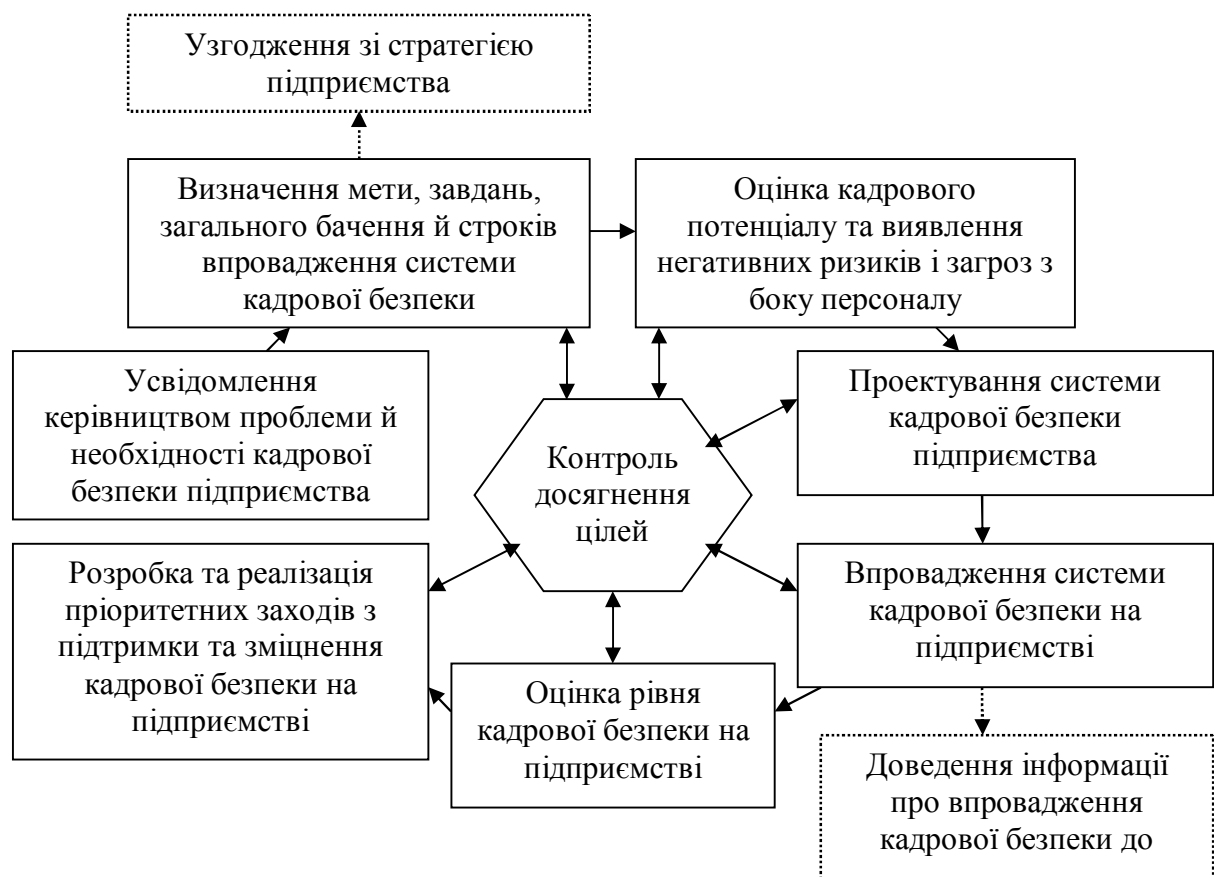 Узгодження зі стратегією
підприємства
Визначення мети, завдань,
загального бачення й строків
впровадження системи
кадрової безпеки
Оцінка кадрового
потенціалу та виявлення
негативних ризиків і загроз з
боку персоналу
Усвідомлення
керівництвом проблеми й
необхідності кадрової
безпеки підприємства
Контроль
досягнення
цілей
Проектування системи
кадрової безпеки
підприємства
Розробка та реалізація
пріоритетних заходів з
підтримки та зміцнення
кадрової безпеки на
підприємстві
Оцінка рівня
кадрової безпеки на
підприємстві
Впровадження системи
кадрової безпеки на
підприємстві
Доведення інформації
про впровадження
кадрової безпеки до